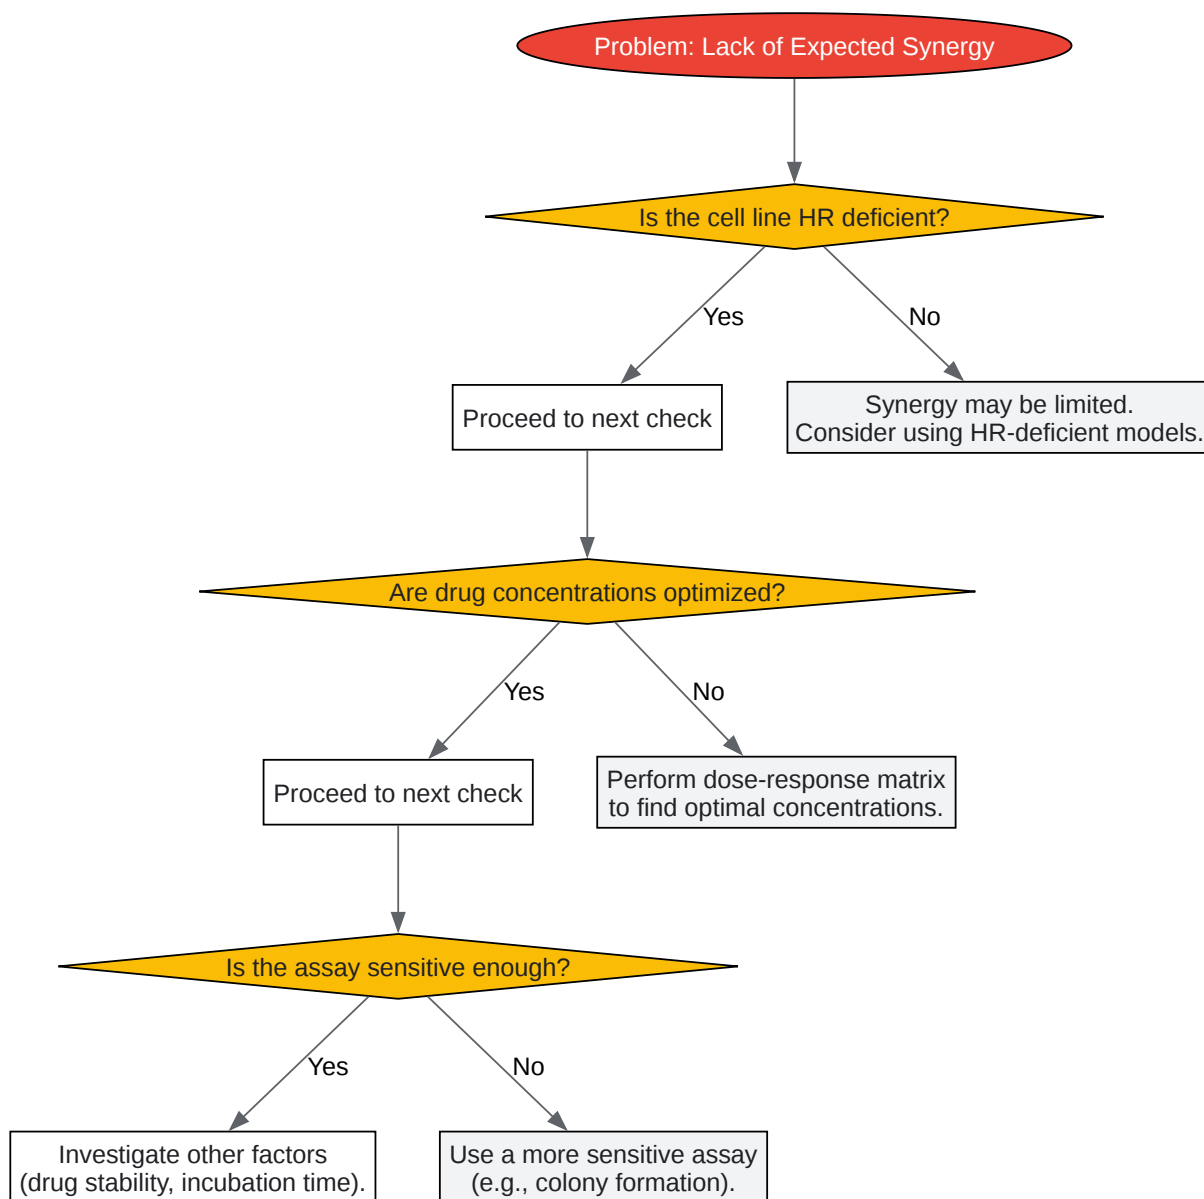 Problem: Lack of Expected Synergy
Is the cell line HR deficient?
Yes
No
Proceed to next check
Synergy may be limited.
Consider using HR-deficient models.
Are drug concentrations optimized?
Yes
No
Proceed to next check
Perform dose-response matrix
to find optimal concentrations.
Is the assay sensitive enough?
Yes
No
Investigate other factors
(drug stability, incubation time).
Use a more sensitive assay
(e.g., colony formation).